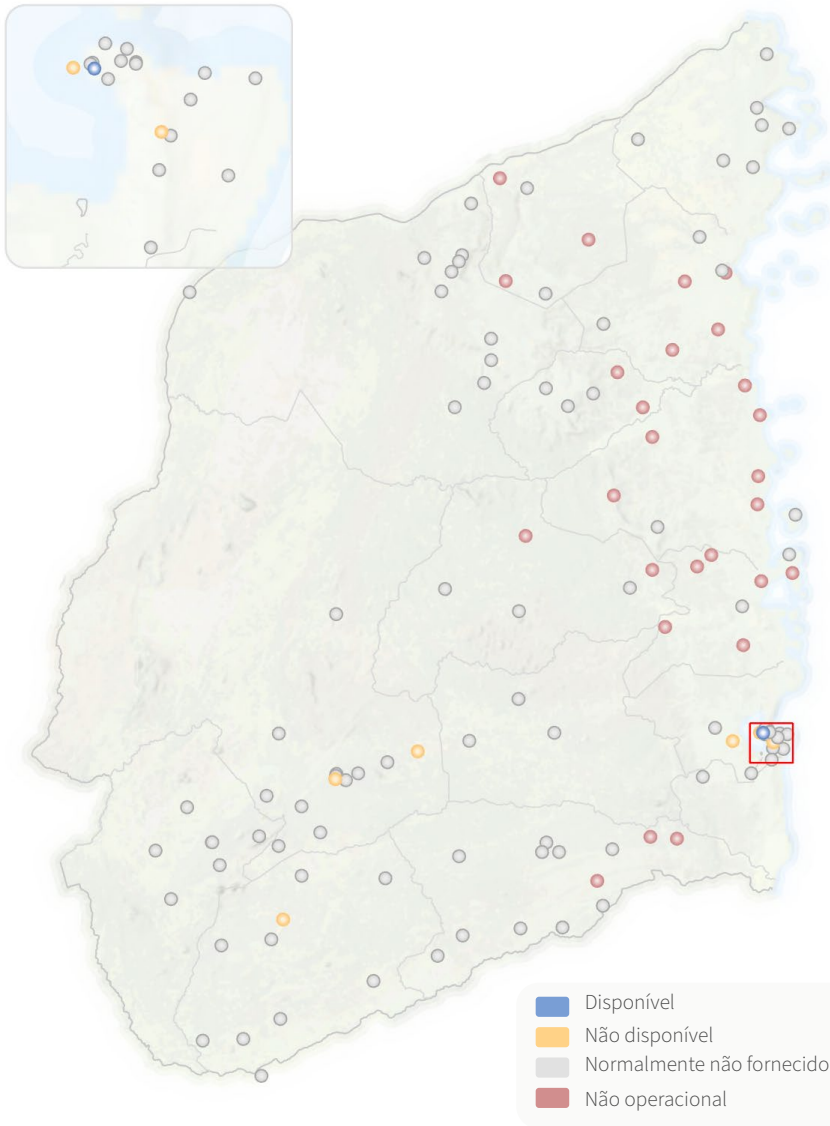 Disponível
Não disponível
Normalmente não fornecido
Não operacional